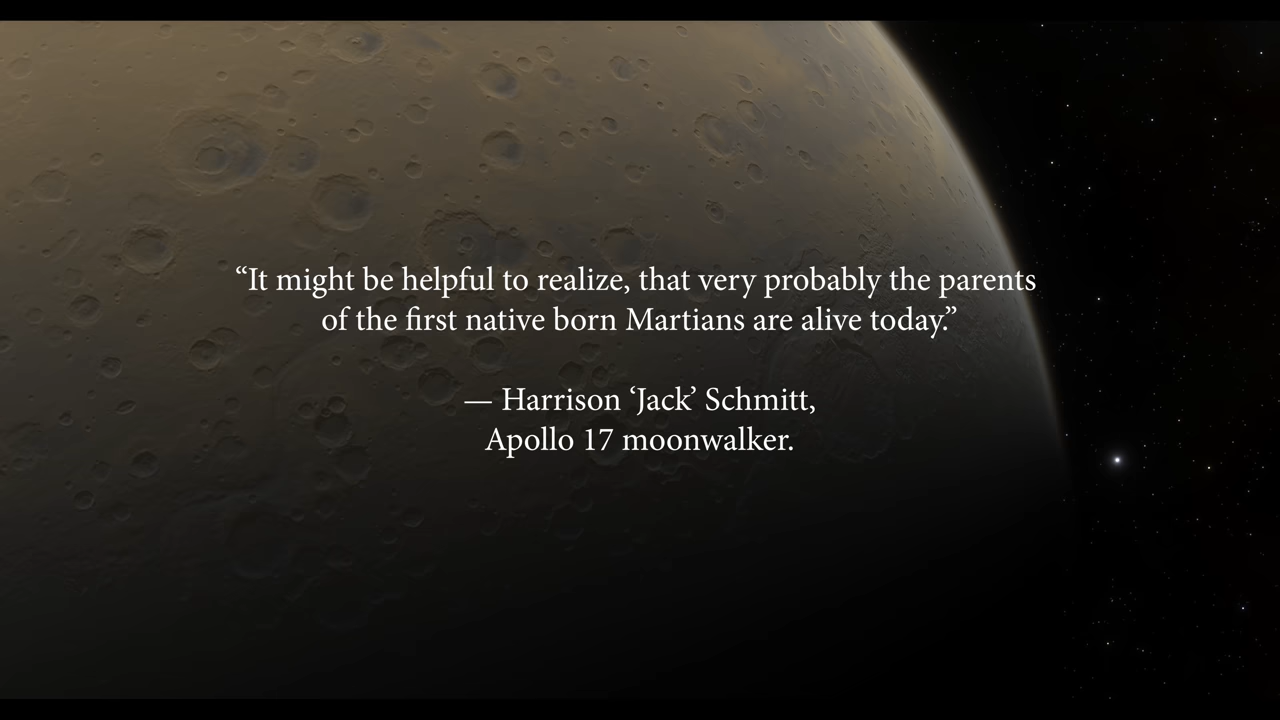 “It might be helpful to realize, that very probably the parents
of the first native born Martians are alive today.”
— Harrison ‘Jack’ Schmitt,
Apollo 17 moonwalker.